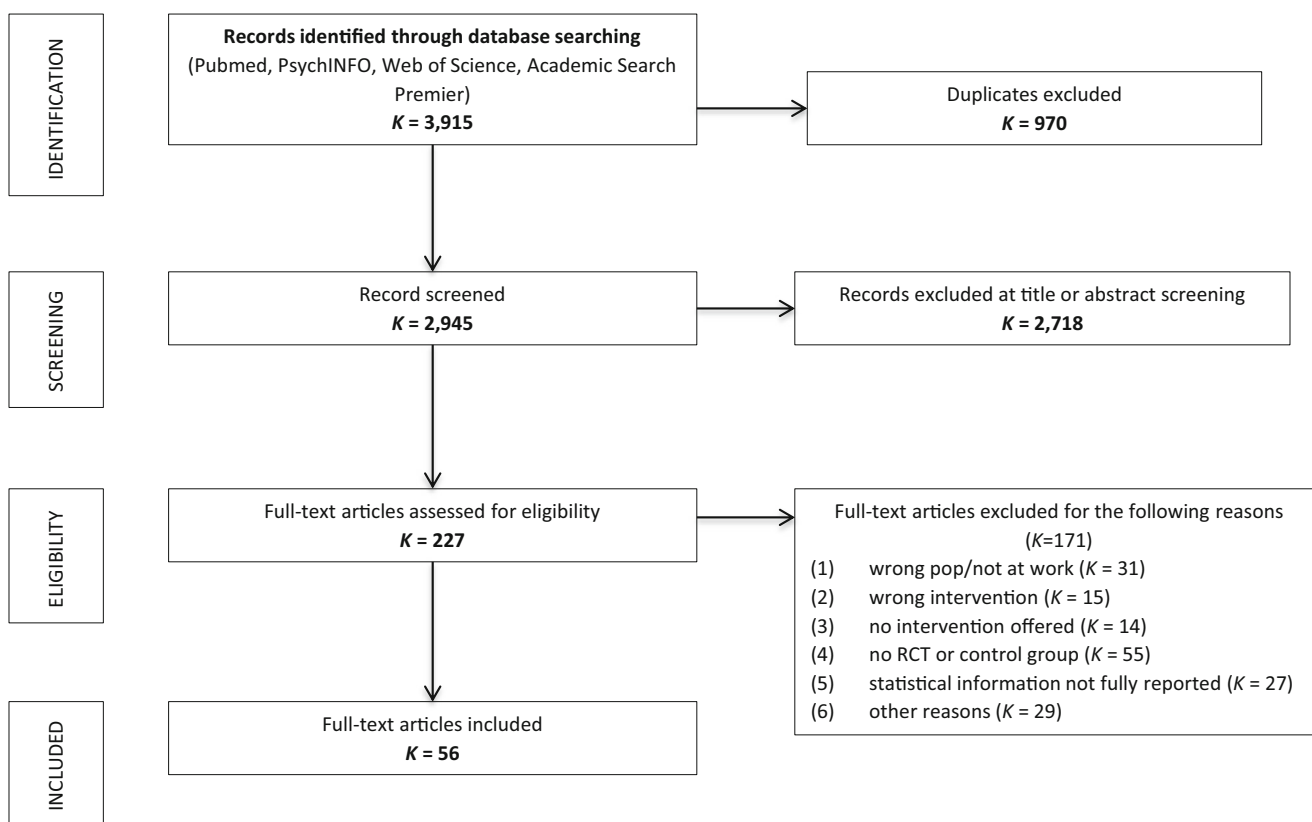 IDENTIFICATION
Records identified through database searching
(Pubmed, PsychINFO, Web of Science, Academic Search
Premier)
K = 3,915
Duplicates excluded
K = 970
SCREENING
Record screened
K = 2,945
Records excluded at title or abstract screening
K = 2,718
ELIGIBILITY
Full-text articles assessed for eligibility
K = 227
Full-text articles excluded for the following reasons
(K=171)
(1) wrong pop/not at work (K = 31)
(2) wrong intervention (K = 15)
(3) no intervention offered (K = 14)
(4) no RCT or control group (K = 55)
(5) statistical information not fully reported (K = 27)
(6) other reasons (K = 29)
INCLUDED
Full-text articles included
K = 56